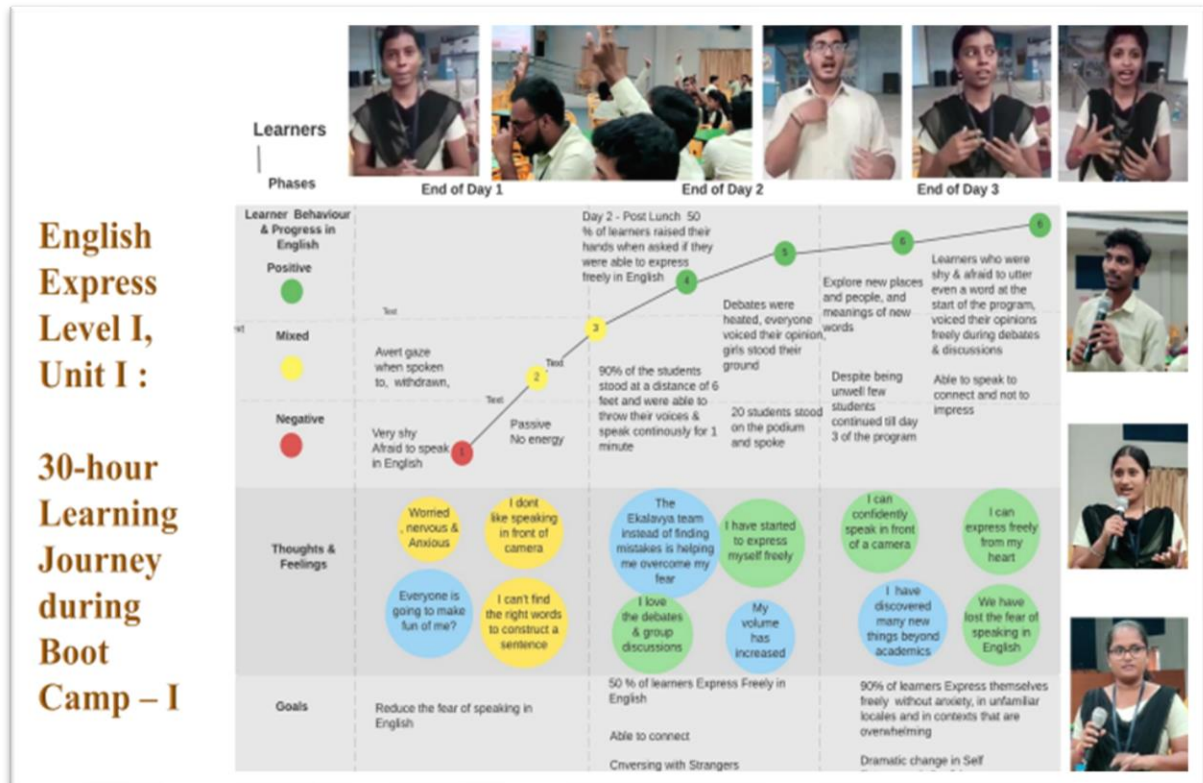 English
Express
Level I,
Unit I :
30-hour
Learning
Journey
during
Boot
Camp – I
Learners
Phases
End of Day 1
End of Day 2
End of Day 3
Learner Behaviour
& Progress in
English
Positive
Mixed
Negative
Text
Avert gaze
when spoken
to, withdrawn,
Very shy
Afraid to speak
in English
1
Text
Passive
No energy
2
Text
3
Day 2 - Post Lunch 50
% of learners raised their
hands when asked if they
were able to express
freely in English
4
90% of the students
stood at a distance of 6
feet and were able to
throw their voices &
speak continously for 1
minute
5
Debates were
heated, everyone
voiced their opinion,
girls stood their
ground
20 students stood
on the podium
and spoke
6
Explore new places
and people, and
meanings of new
words
Despite being
unwell few
students
continued till day
3 of the program
6
Learners who were
shy & afraid to utter
even a word at the
start of the program,
voiced their opinions
freely during debates
& discussions
Able to speak to
connect and not to
impress
Thoughts &
Feelings
Worried
, nervous &
Anxious
I dont
like speaking
in front of
camera
Everyone is
going to make
fun of me?
I can't find
the right words
to construct a
sentence
The
Ekalavya team
instead of finding
mistakes is helping
me overcome my
fear
I have started
to express
myself freely
I love
the debates
& group
discussions
My
volume
has
increased
I can
confidently
speak in front
of a camera
I can
express freely
from my
heart
I have
discovered
many new
things beyond
academics
We have
lost the fear of
speaking in
English
Goals
Reduce the fear of speaking in
English
50 % of learners Express Freely in
English
Able to connect
Cnversing with Strangers
90% of learners Express themselves
freely without anxiety, in unfamiliar
locales and in contexts that are
overwhelming
Dramatic change in Self